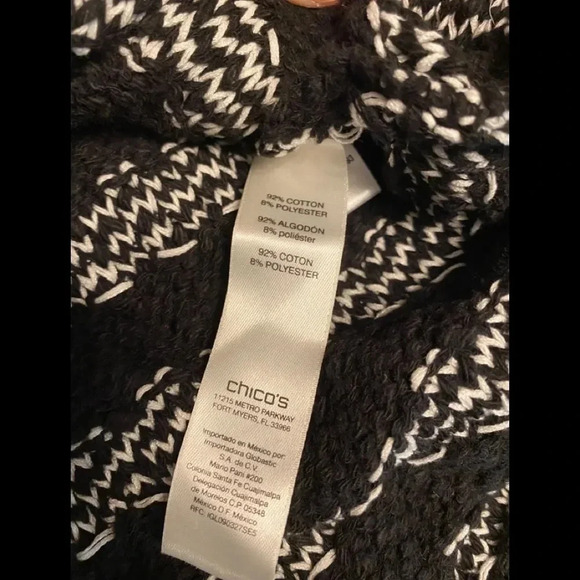 92% COTTON
8% POLYESTER
92% ALGODÓN
8% poliéster
92% COTON
8% POLYESTER
chico's
11215 METRO PARKWAY
FORT MYERS, FL 33966
Importado en México por:
Importadora Globastic
S.A. de C.V.
Mario Pani #200
Colonia Santa Fe Cuajimalpa
Delegación Cuajimalpa
de Morelos C.P. 05348
México D.F. México
RFC: IGL090327SE5